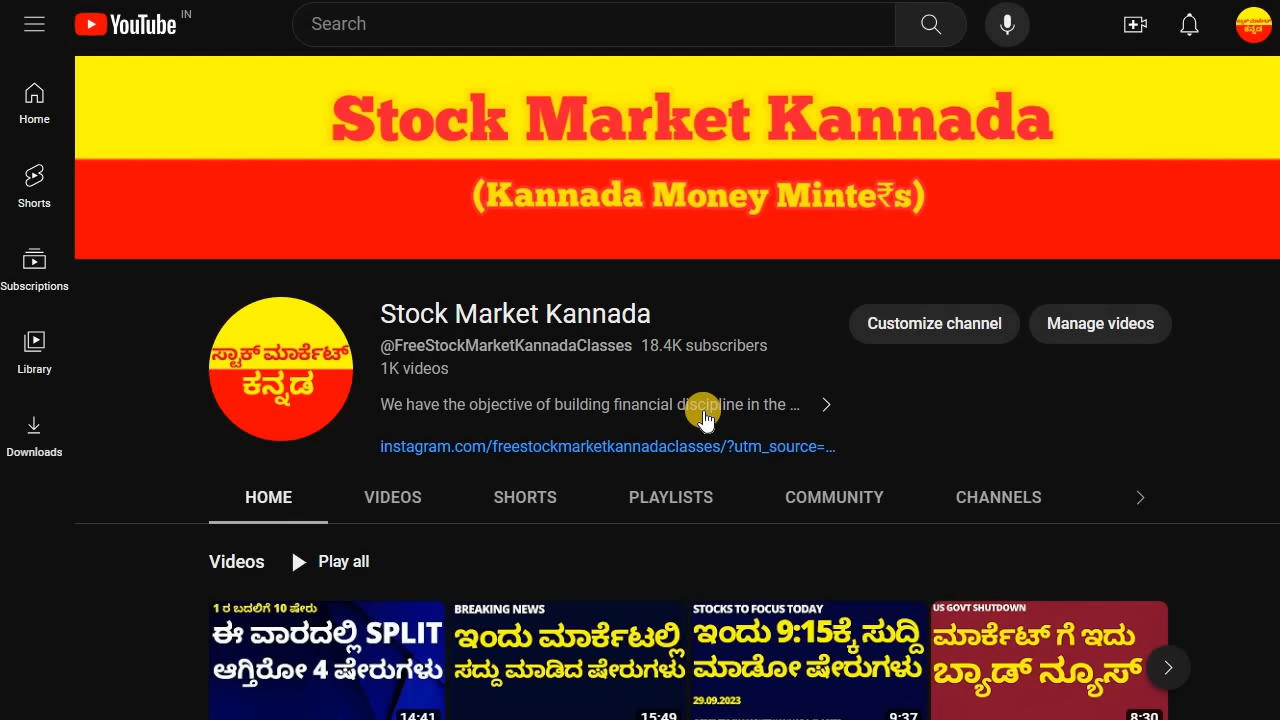 YouTube IN
Search
Home
Shorts
Subscriptions
Library
Downloads
Stock Market Kannada
(Kannada Money Minte₹s)
ಸ್ಟಾಕ್ ಮಾರ್ಕೆಟ್
ಕನ್ನಡ
Stock Market Kannada
@FreeStockMarketKannadaClasses 18.4K subscribers
1K videos
We have the objective of building financial discipline in the ...
instagram.com/freestockmarketkannadaclasses/?utm_source=...
Customize channel
Manage videos
HOME VIDEOS SHORTS PLAYLISTS COMMUNITY CHANNELS
Videos Play all
1 ರ ಬದಲಿಗೆ 10 ಷೇರು
ಈ ವಾರದಲ್ಲಿ SPLIT
ಆಗ್ತಿರೋ 4 ಷೇರುಗಳು
14:41
BREAKING NEWS
ಇಂದು ಮಾರ್ಕೆಟಲ್ಲಿ
ಸದ್ದು ಮಾಡಿದ ಷೇರುಗಳು
15:49
STOCKS TO FOCUS TODAY
ಇಂದು 9:15ಕ್ಕೆ ಸುದ್ದಿ
ಮಾಡೋ ಷೇರುಗಳು
29.09.2023
9:37
US GOVT SHUTDOWN
ಮಾರ್ಕೆಟ್ ಗೆ ಇದು
ಬ್ಯಾಡ್ ನ್ಯೂಸ್
8:30